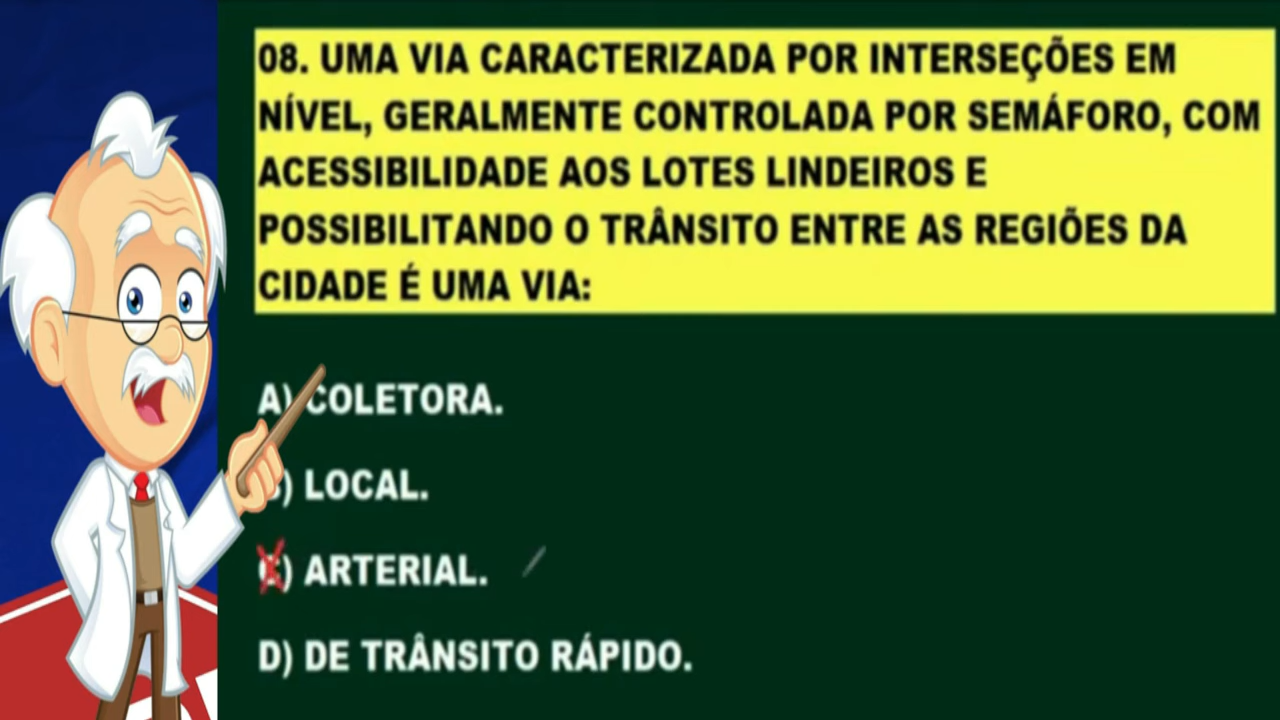 08. UMA VIA CARACTERIZADA POR INTERSEÇÕES EM
NÍVEL, GERALMENTE CONTROLADA POR SEMÁFORO, COM
ACESSIBILIDADE AOS LOTES LINDEIROS E
POSSIBILITANDO O TRÂNSITO ENTRE AS REGIÕES DA
CIDADE É UMA VIA:
A) COLETORA.
B) LOCAL.
C) ARTERIAL.
D) DE TRÂNSITO RÁPIDO.